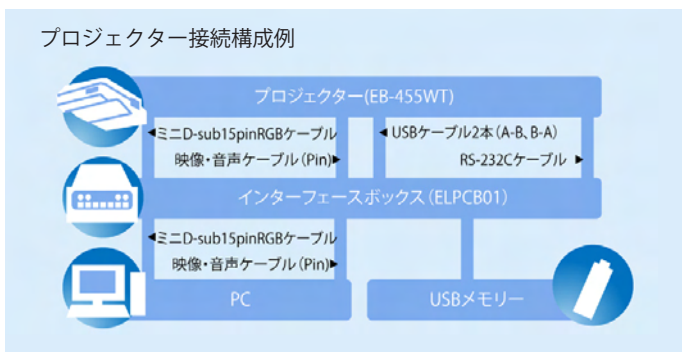 プロジェクター接続構成例
プロジェクター(EB-455WT)
◀ミニD-sub15pinRGBケーブル
映像・音声ケーブル(Pin)▶
◀USBケーブル2本(A-B、B-A)
RS-232Cケーブル ▶
インターフェースボックス(ELPCB01)
◀ミニD-sub15pinRGBケーブル
映像・音声ケーブル(Pin)▶
PC
USBメモリー